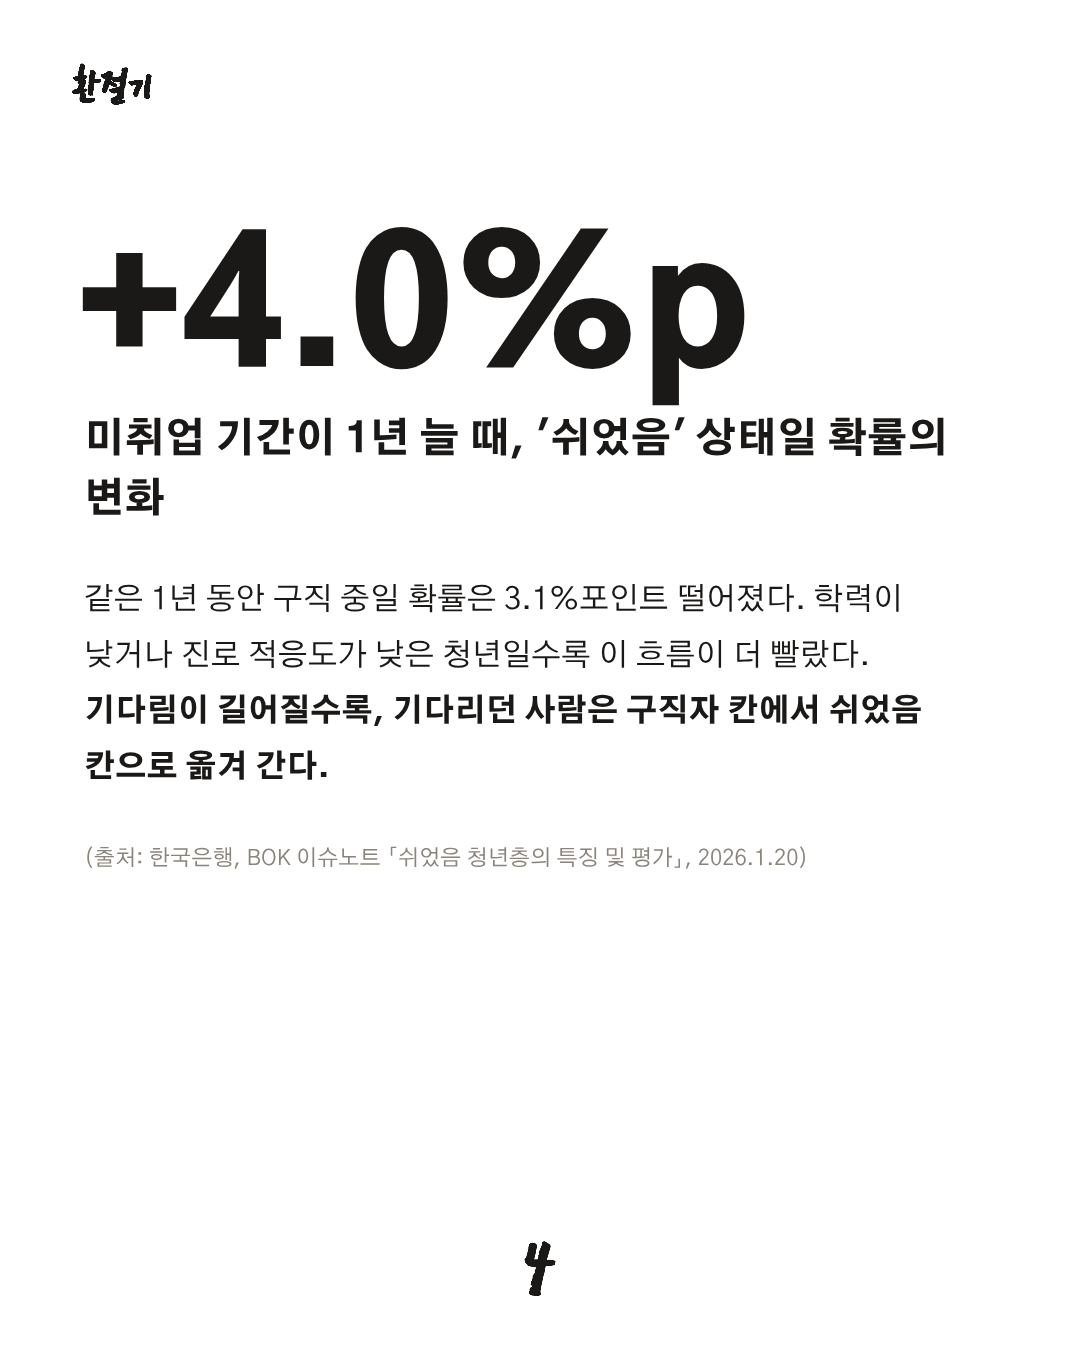 환절기
+4.0%p
미취업 기간이 1년 늘 때, ’쉬었음’ 상태일 확률의
변화
같은 1년 동안 구직 중일 확률은 3.1%포인트 떨어졌다. 학력이
낮거나 진로 적응도가 낮은 청년일수록 이 흐름이 더 빨랐다.
기다림이 길어질수록, 기다리던 사람은 구직자 칸에서 쉬었음
칸으로 옮겨 간다.
(출처: 한국은행, BOK 이슈노트 「쉬었음 청년층의 특징 및 평가」, 2026.1.20)
4